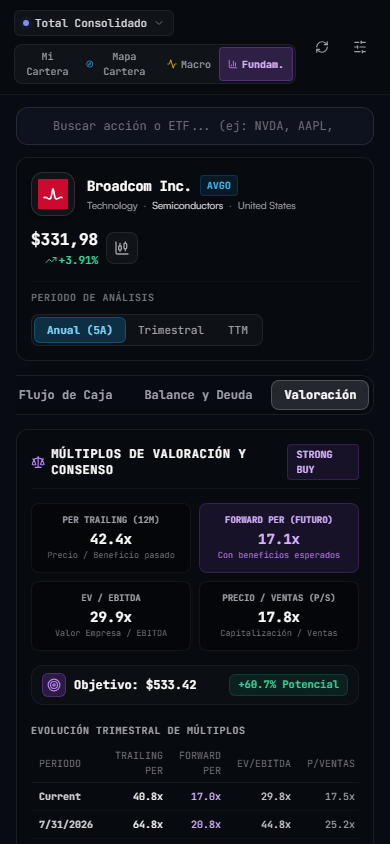 Total Consolidado
Mi Cartera
Mapa Cartera
Macro
Fundam.
Buscar acción o ETF... (ej: NVDA, AAPL,
Broadcom Inc. AVGO
Technology · Semiconductors · United States
$331,98
+3.91%
PERIODO DE ANÁLISIS
Anual (5A) Trimestral TTM
Flujo de Caja Balance y Deuda Valoración
MÚLTIPLOS DE VALORACIÓN Y CONSENSO
STRONG BUY
PER TRAILING (12M)
42.4x
Precio / Beneficio pasado
FORWARD PER (FUTURO)
17.1x
Con beneficios esperados
EV / EBITDA
29.9x
Valor Empresa / EBITDA
PRECIO / VENTAS (P/S)
17.8x
Capitalización / Ventas
Objetivo: $533.42 +60.7% Potencial
EVOLUCIÓN TRIMESTRAL DE MÚLTIPLOS
PERIODO TRAILING PER FORWARD PER EV/EBITDA P/VENTAS
Current 40.8x 17.0x 29.8x 17.5x
7/31/2026 64.8x 20.8x 44.8x 25.2x